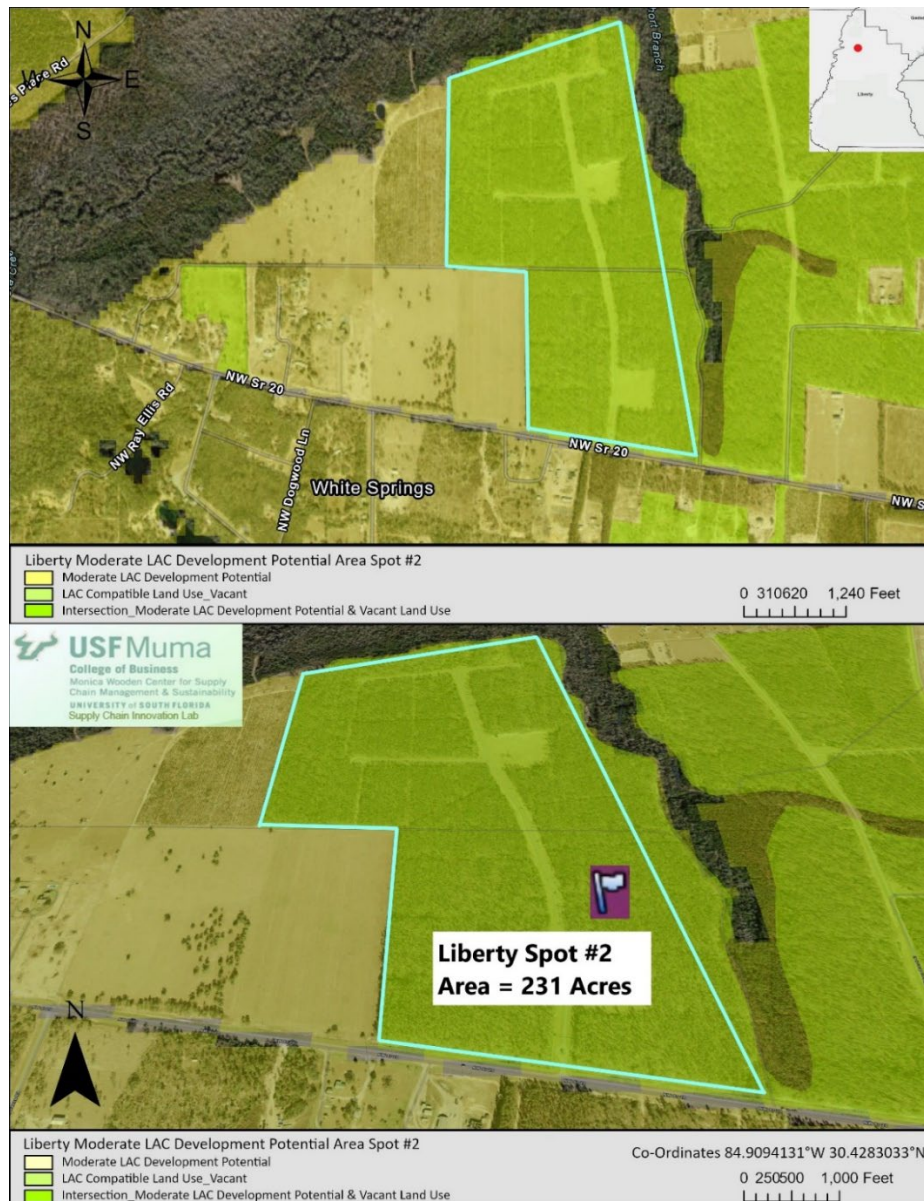 N
W
E
S
s Place Rd
Short Branch
Liberty
NW Sr 20
NW Ray Ellis Rd
NW Dogwood Ln
White Springs
NW Sr 20
NW S
Liberty Moderate LAC Development Potential Area Spot #2
Moderate LAC Development Potential
LAC Compatible Land Use_Vacant
Intersection_Moderate LAC Development Potential & Vacant Land Use
0 310620 1,240 Feet
USF Muma
College of Business
Monica Wooden Center for Supply
Chain Management & Sustainability
UNIVERSITY of SOUTH FLORIDA
Supply Chain Innovation Lab
Liberty Spot #2
Area = 231 Acres
N
Liberty Moderate LAC Development Potential Area Spot #2
Moderate LAC Development Potential
LAC Compatible Land Use_Vacant
Intersection_Moderate LAC Development Potential & Vacant Land Use
Co-Ordinates 84.9094131°W 30.4283033°N
0 250500 1,000 Feet